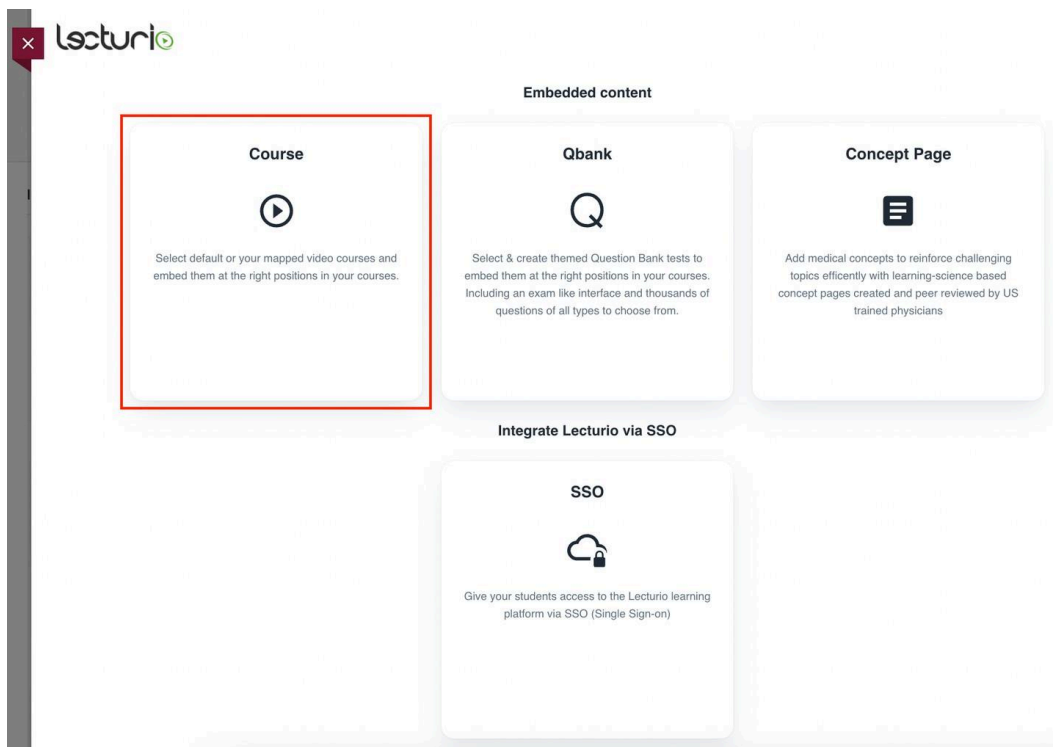 lecturio
Embedded content
Course
Select default or your mapped video courses and
embed them at the right positions in your courses.
Qbank
Select & create themed Question Bank tests to
embed them at the right positions in your courses.
Including an exam like interface and thousands of
questions of all types to choose from.
Concept Page
Add medical concepts to reinforce challenging
topics efficently with learning-science based
concept pages created and peer reviewed by US
trained physicians
Integrate Lecturio via SSO
SSO
Give your students access to the Lecturio learning
platform via SSO (Single Sign-on)